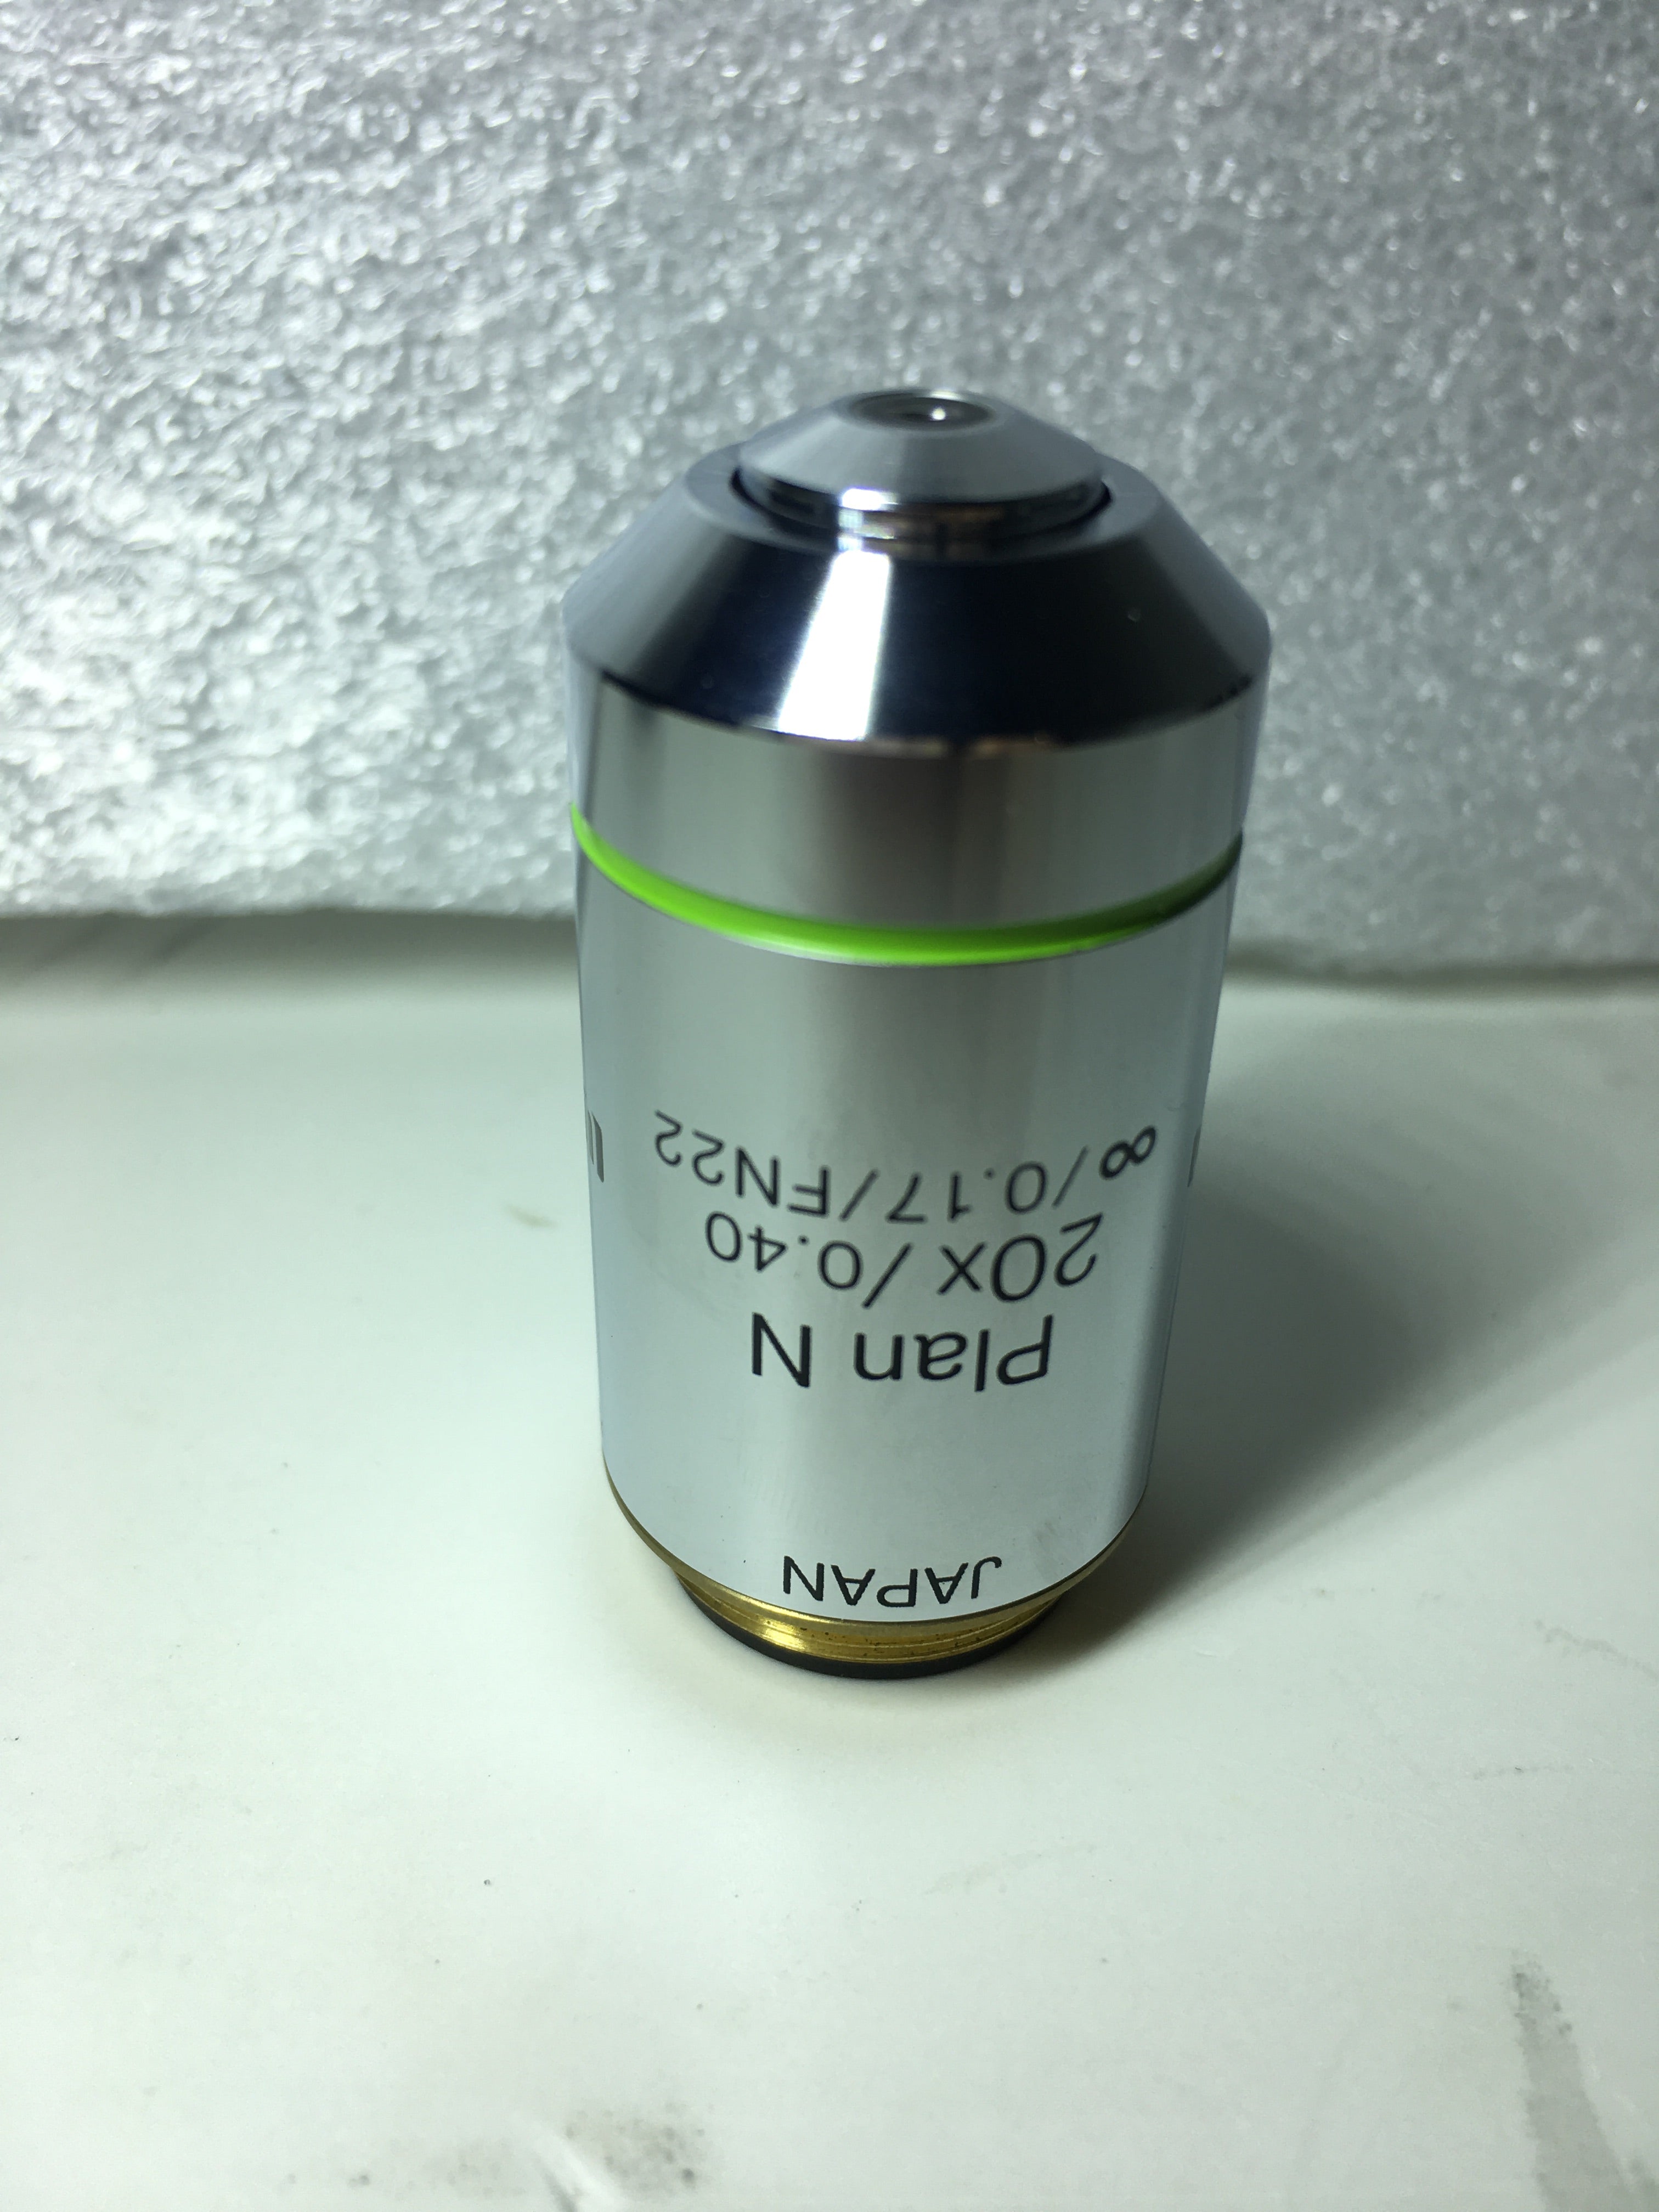 Plan N
20x /0.40
∞/0.17/FN22
JAPAN